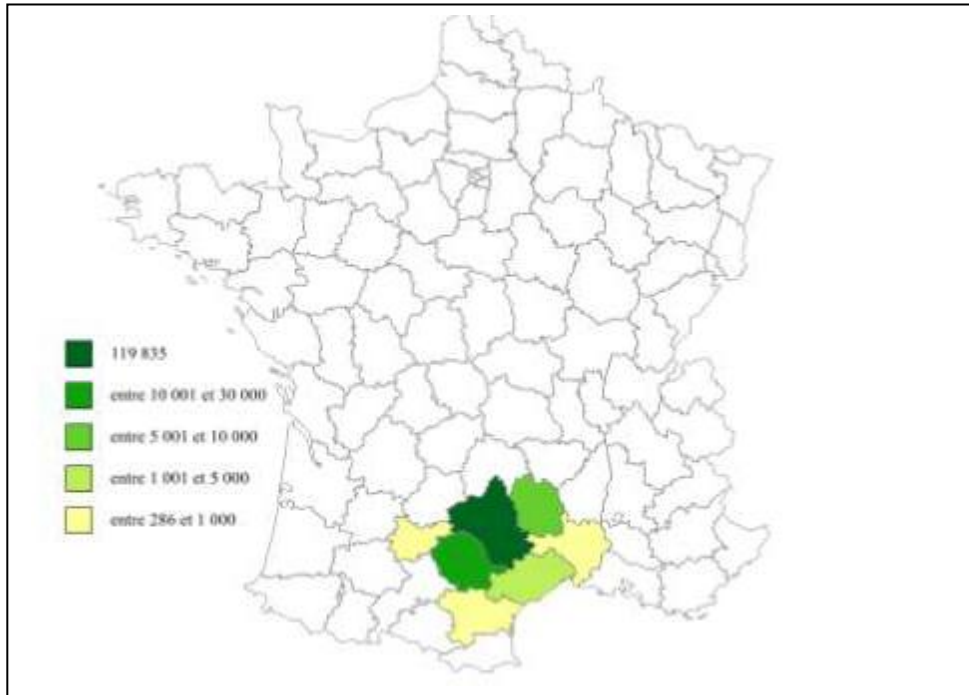 119 835
entre 10 001 et 30 000
entre 5 001 et 10 000
entre 1 001 et 5 000
entre 286 et 1 000